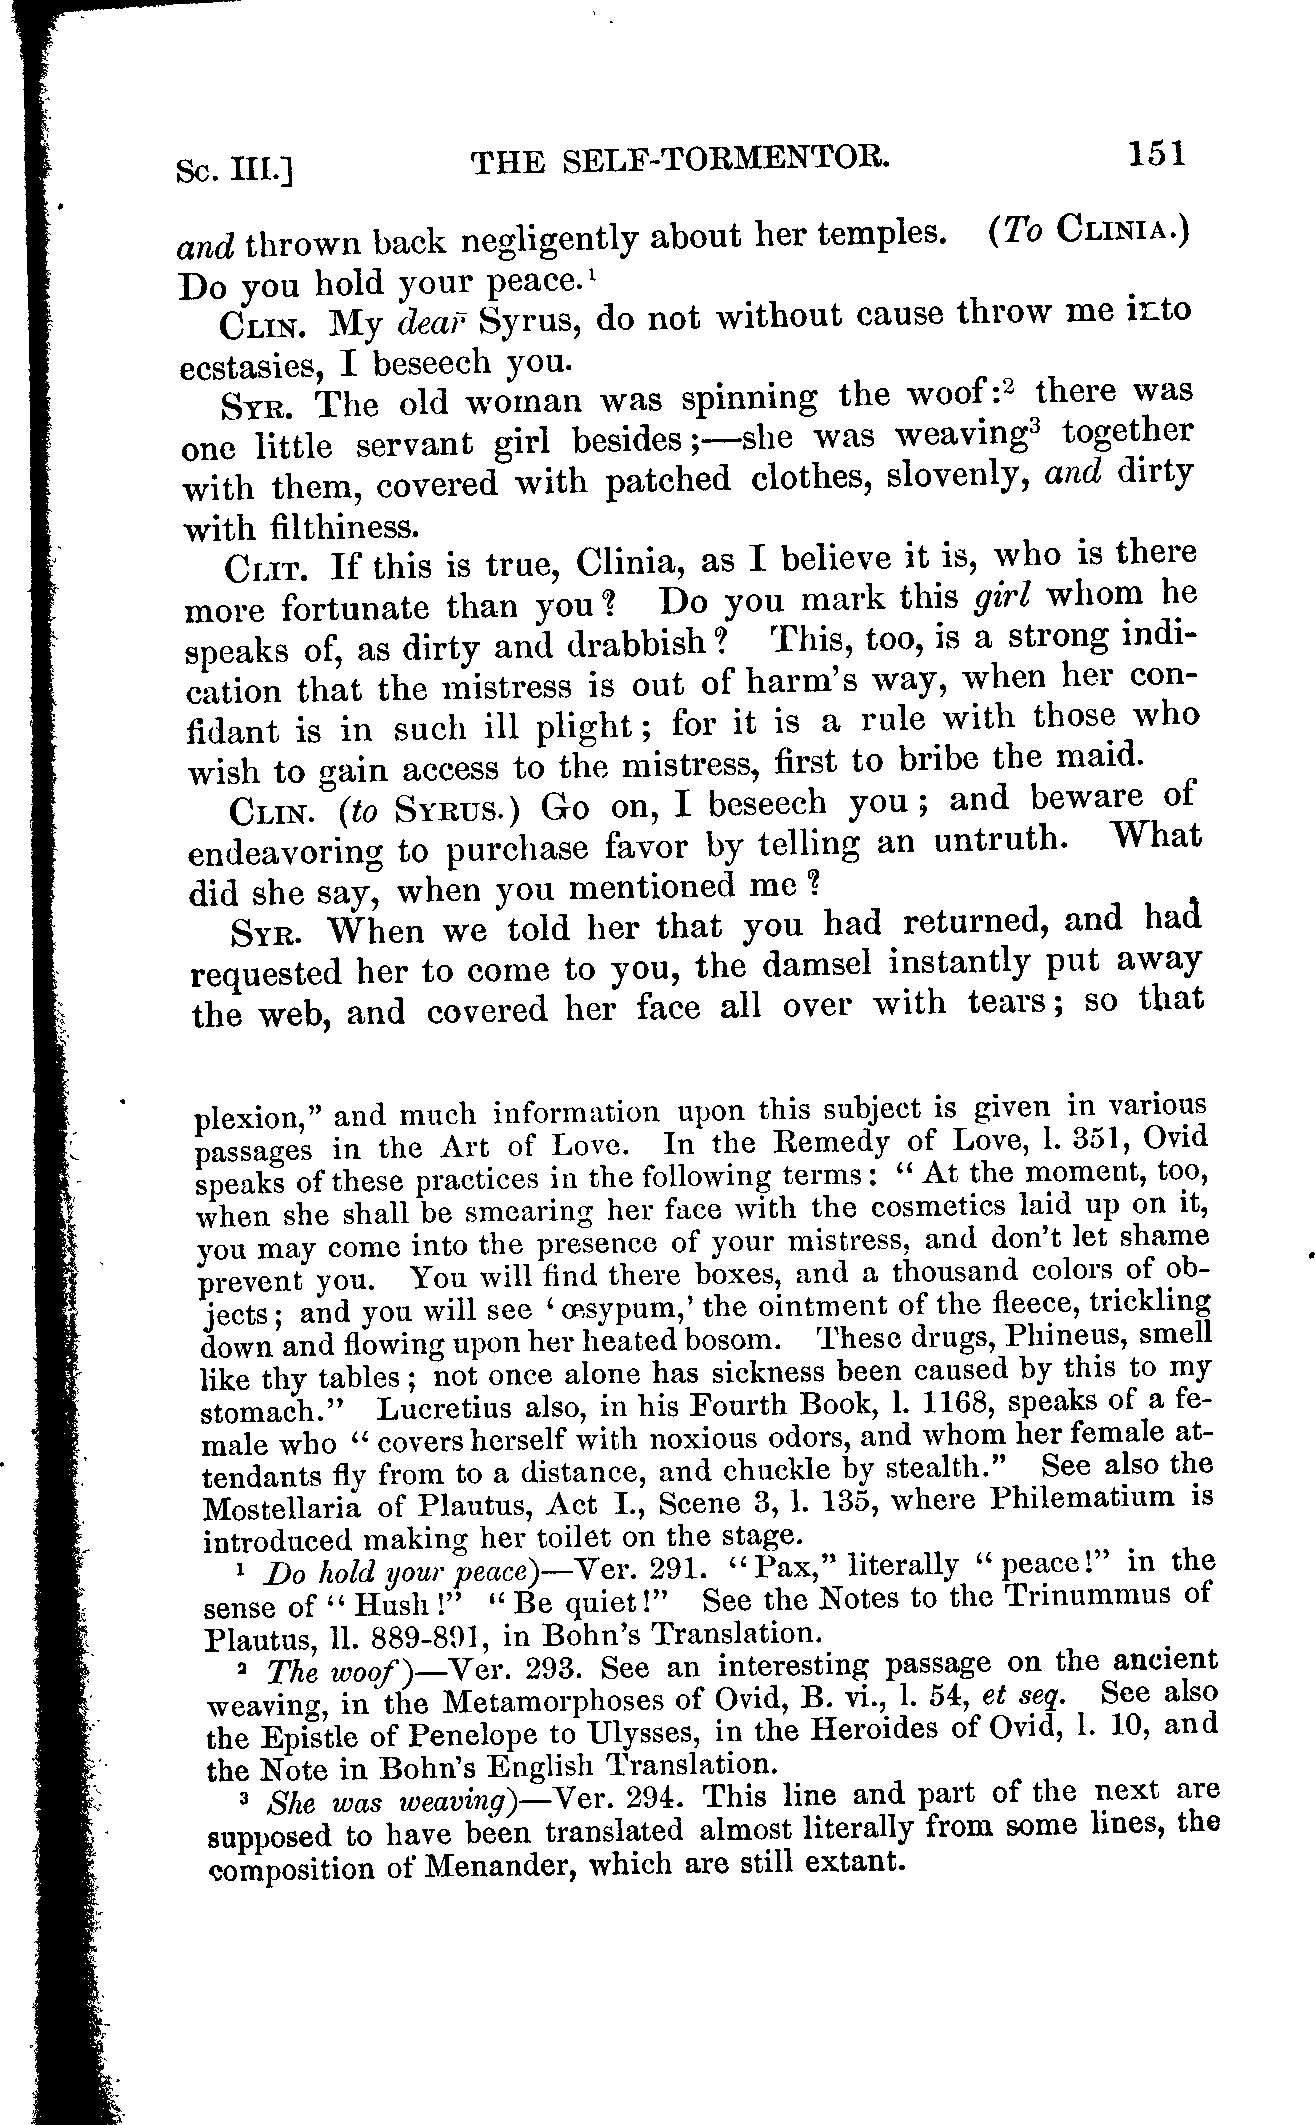 Sc. III.] THE SELF-TORMENTOR. 151
and thrown back negligently about her temples. (To CLINIA.)
Do you hold your peace.¹
CLIN. My dear Syrus, do not without cause throw me into
ecstasies, I beseech you.
SYR. The old woman was spinning the woof:² there was
one little servant girl besides;—she was weaving³ together
with them, covered with patched clothes, slovenly, and dirty
with filthiness.
CLIT. If this is true, Clinia, as I believe it is, who is there
more fortunate than you? Do you mark this girl whom he
speaks of, as dirty and drabbish? This, too, is a strong indi-
cation that the mistress is out of harm's way, when her con-
fidant is in such ill plight; for it is a rule with those who
wish to gain access to the mistress, first to bribe the maid.
CLIN. (to SYRUS.) Go on, I beseech you; and beware of
endeavoring to purchase favor by telling an untruth. What
did she say, when you mentioned me?
SYR. When we told her that you had returned, and had
requested her to come to you, the damsel instantly put away
the web, and covered her face all over with tears; so that
plexion," and much information upon this subject is given in various
passages in the Art of Love. In the Remedy of Love, l. 351, Ovid
speaks of these practices in the following terms: "At the moment, too,
when she shall be smearing her face with the cosmetics laid up on it,
you may come into the presence of your mistress, and don't let shame
prevent you. You will find there boxes, and a thousand colors of ob-
jects; and you will see 'œsypum,' the ointment of the fleece, trickling
down and flowing upon her heated bosom. These drugs, Phineus, smell
like thy tables; not once alone has sickness been caused by this to my
stomach." Lucretius also, in his Fourth Book, l. 1168, speaks of a fe-
male who "covers herself with noxious odors, and whom her female at-
tendants fly from to a distance, and chuckle by stealth." See also the
Mostellaria of Plautus, Act I., Scene 3, l. 135, where Philematium is
introduced making her toilet on the stage.
¹ Do hold your peace)—Ver. 291. "Pax," literally "peace!" in the
sense of "Hush!" "Be quiet!" See the Notes to the Trinummus of
Plautus, ll. 889-891, in Bohn's Translation.
² The woof)—Ver. 293. See an interesting passage on the ancient
weaving, in the Metamorphoses of Ovid, B. vi., l. 54, et seq. See also
the Epistle of Penelope to Ulysses, in the Heroides of Ovid, l. 10, and
the Note in Bohn's English Translation.
³ She was weaving)—Ver. 294. This line and part of the next are
supposed to have been translated almost literally from some lines, the
composition of Menander, which are still extant.